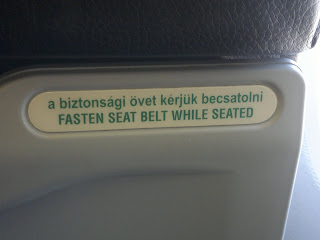 a biztonsági övet kérjük becsatolni
FASTEN SEAT BELT WHILE SEATED